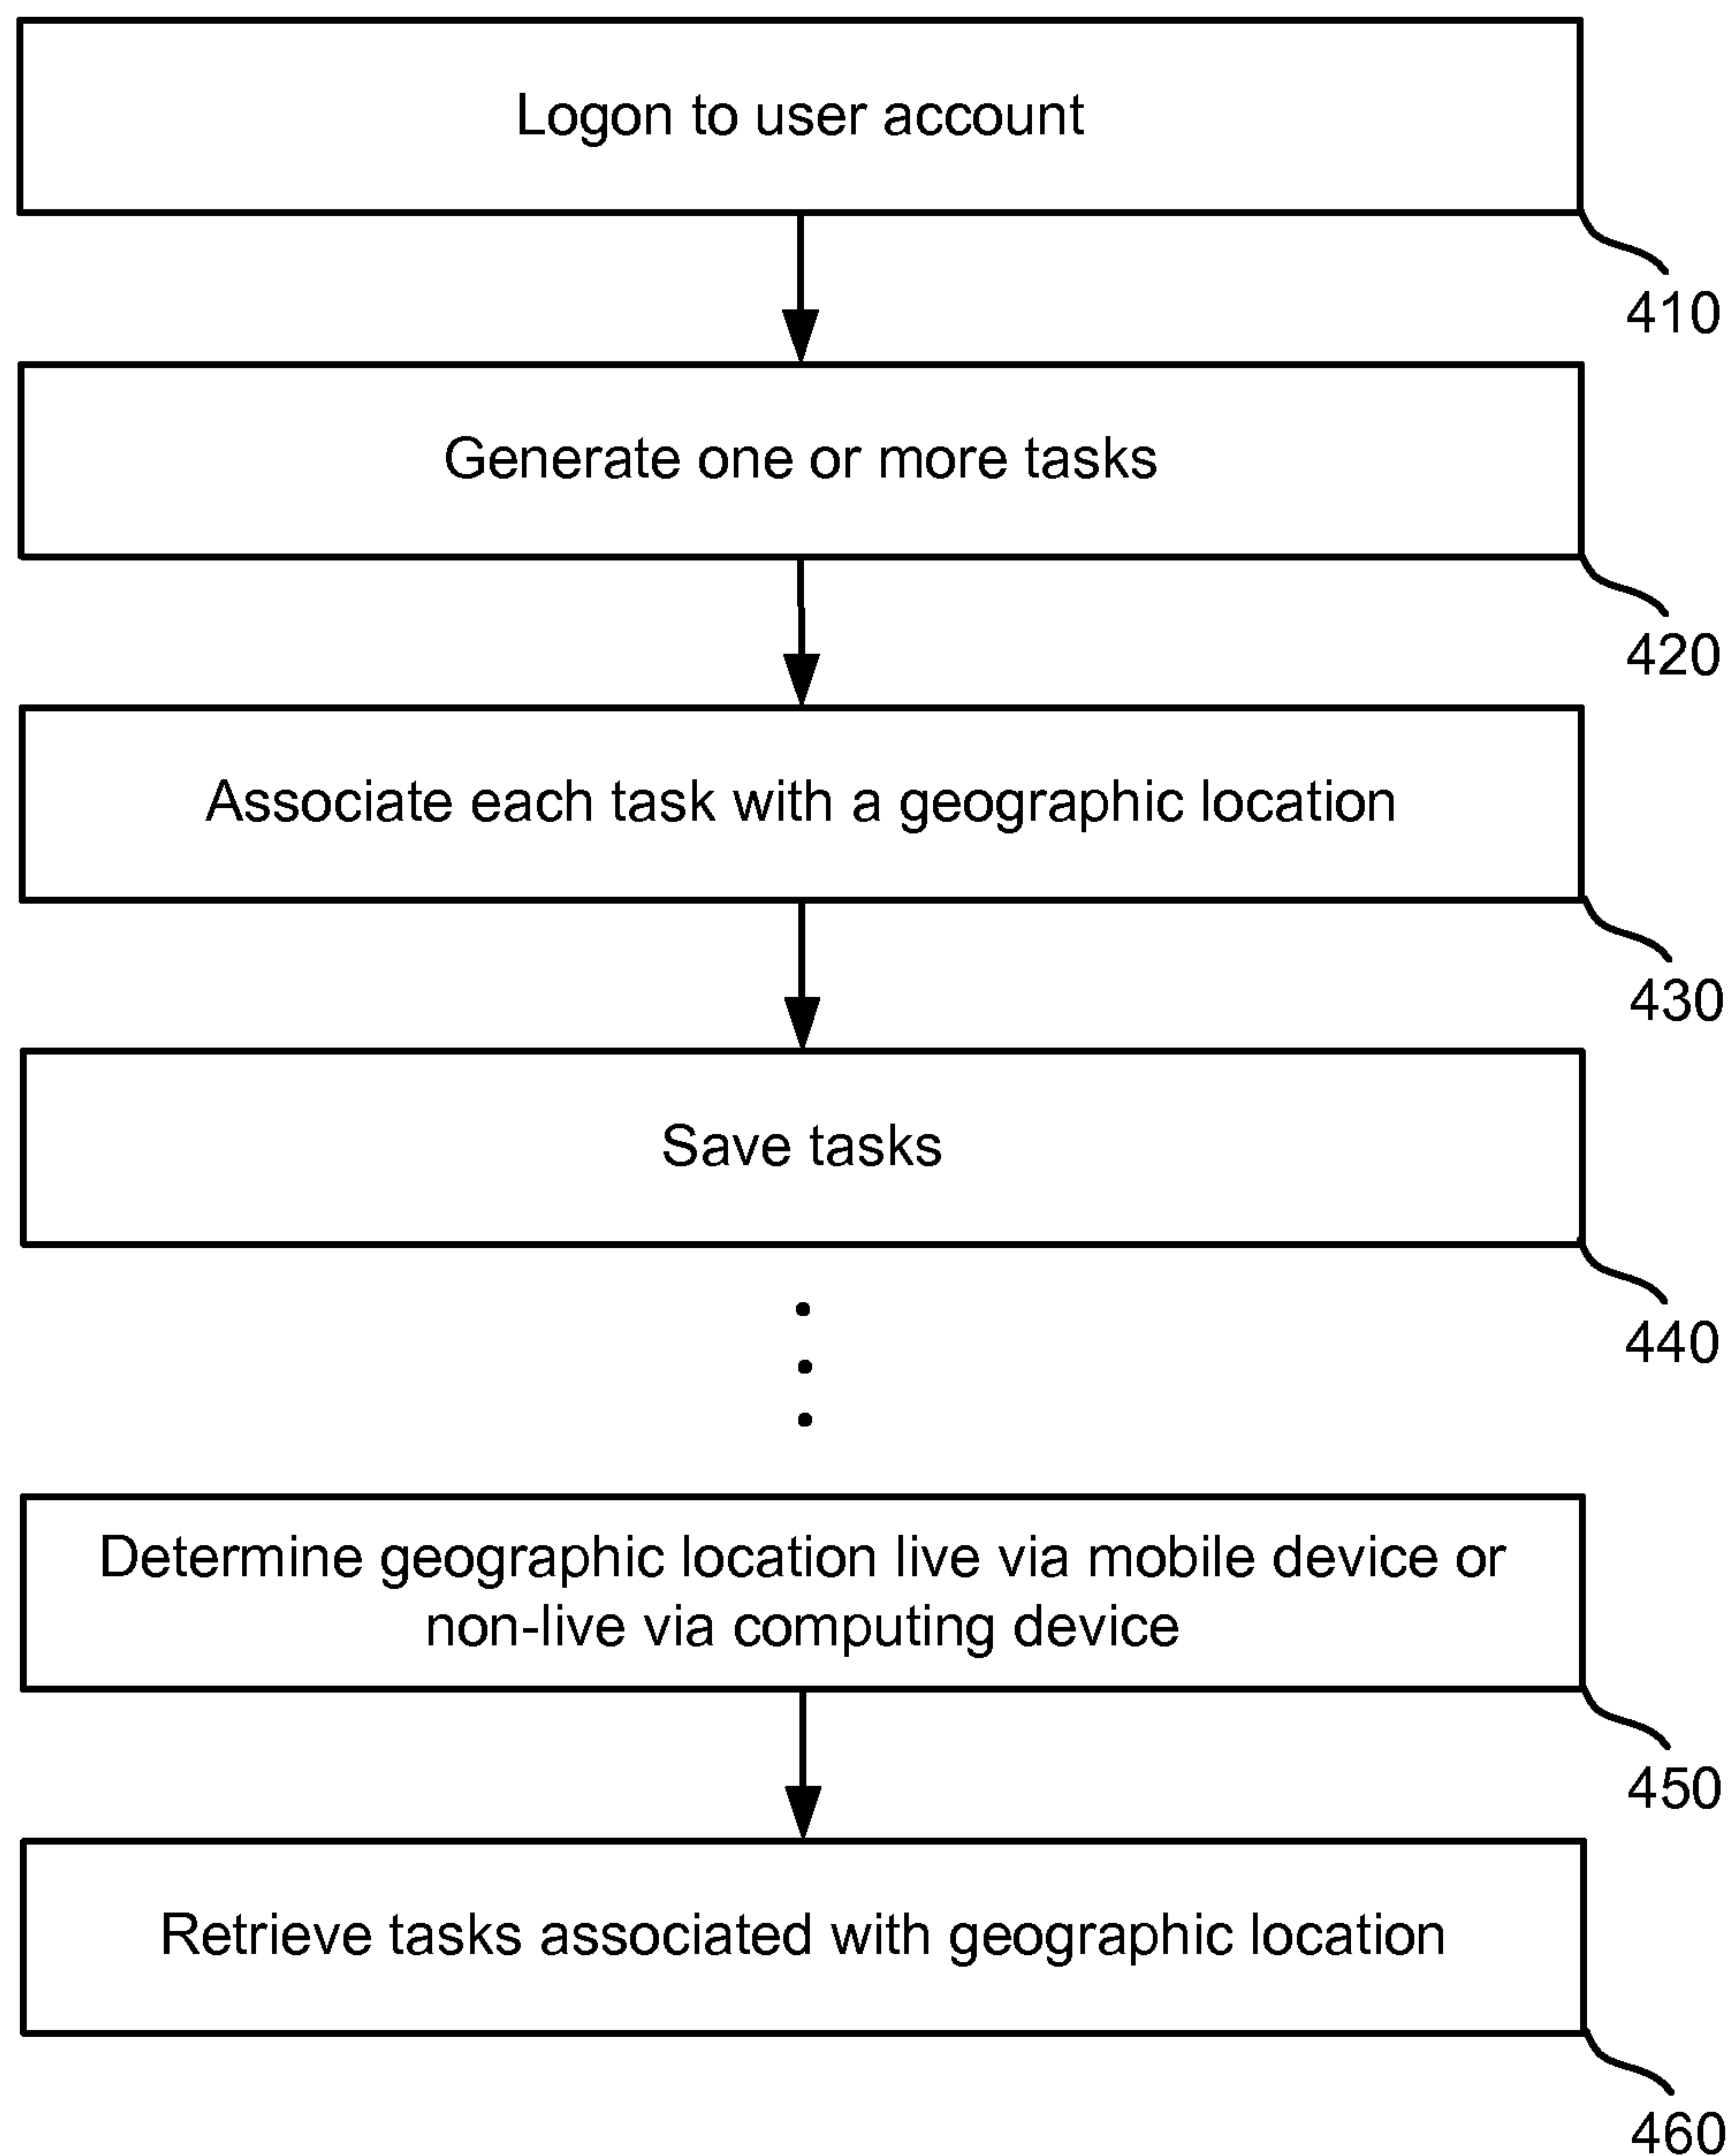 Logon to user account
410
Generate one or more tasks
420
Associate each task with a geographic location
430
Save tasks
440
Determine geographic location live via mobile device or
non-live via computing device
450
Retrieve tasks associated with geographic location
460